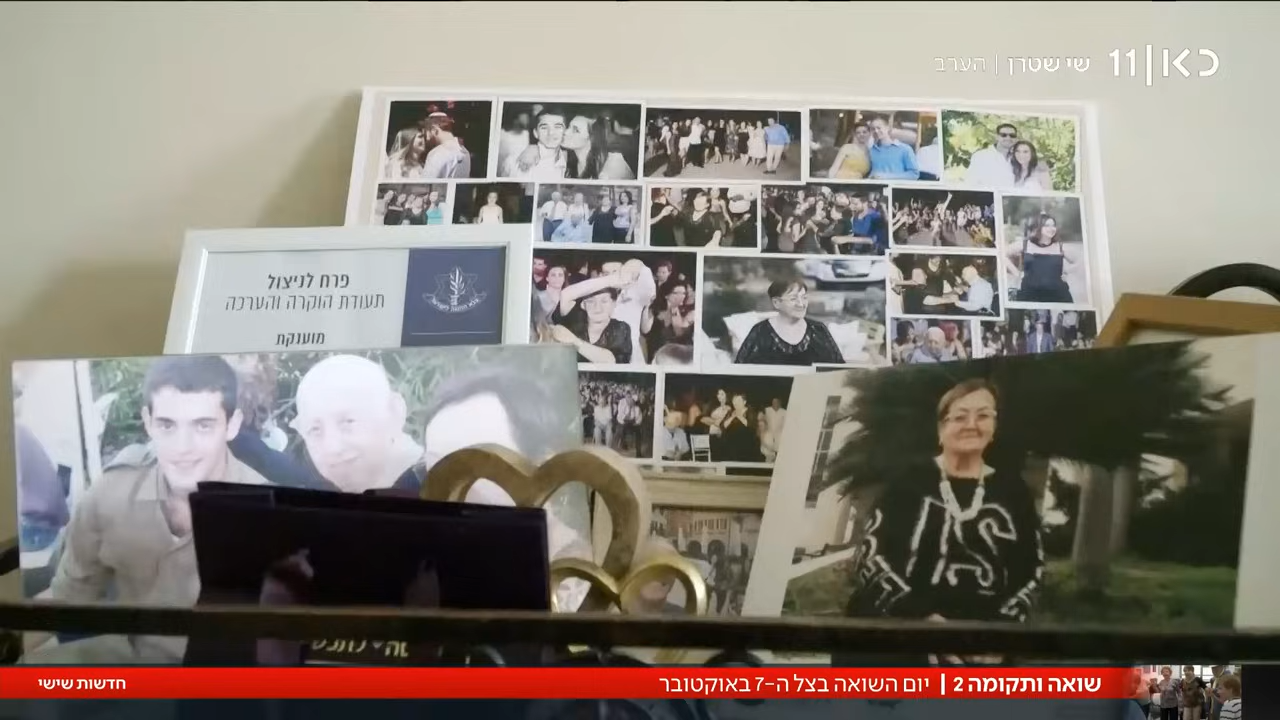 כאן 11 שי שטרן | הערב
פרח לניצול
תעודת הוקרה והערכה
מוענקת
שואה ותקומה 2 | יום השואה בצל ה-7 באוקטובר
חדשות שישי